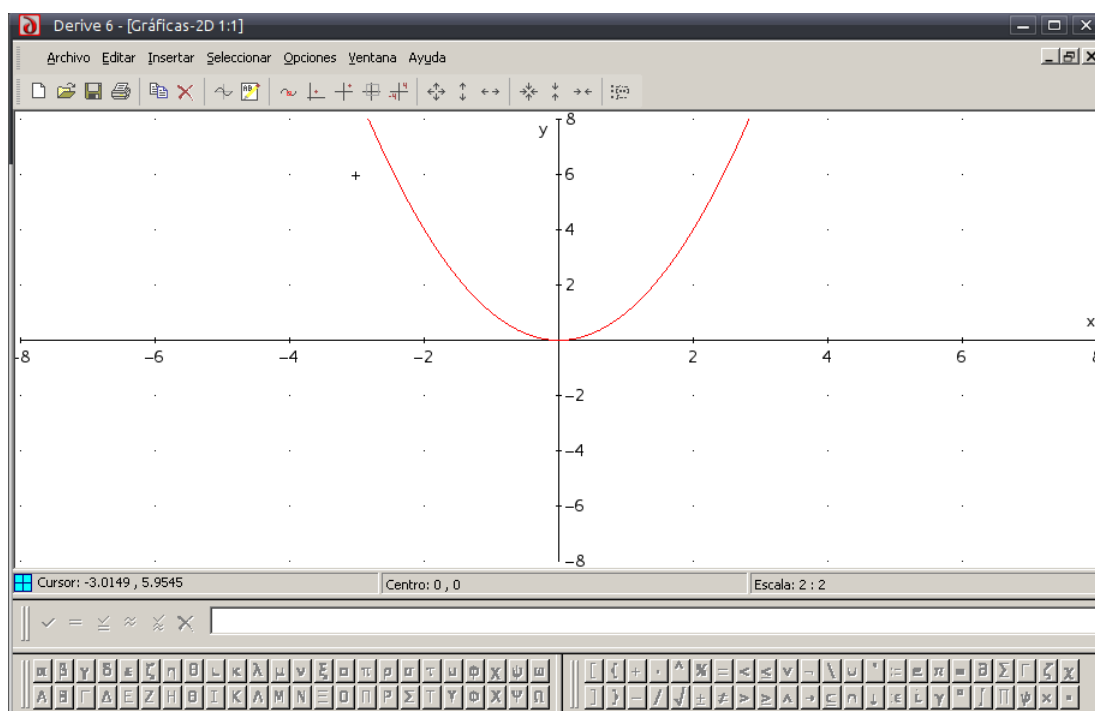 Derive 6 - [Gráficas-2D 1:1]
Archivo Editar Insertar Seleccionar Opciones Ventana Ayuda
y 8
6
4
2
x
-8 −6 −4 −2 2 4 6 8
−2
−4
−6
−8
Cursor: -3.0149 , 5.9545 Centro: 0 , 0 Escala: 2 : 2
✓ = ≈
α β γ δ ε ζ η θ ι κ λ μ ν ξ ο π ρ σ τ υ φ χ ψ ω [ { + · ^ % = < ≤ ∨ ¬ \ ∪ ° := e π ∞ ∂ Σ Γ ζ χ
Α Β Γ Δ Ε Ζ Η Θ Ι Κ Λ Μ Ν Ξ Ο Π Ρ Σ Τ Υ Φ Χ Ψ Ω ] } − / √ ± ≠ > ≥ ∧ → ⊆ ∩ ↓ :ε ι γ ° ∫ Π ψ ×